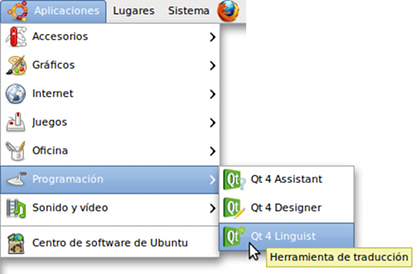 Aplicaciones Lugares Sistema
Accesorios
Gráficos
Internet
Juegos
Oficina
Programación
Qt 4 Assistant
Sonido y vídeo
Qt 4 Designer
Centro de software de Ubuntu
Qt 4 Linguist
Herramienta de traducción